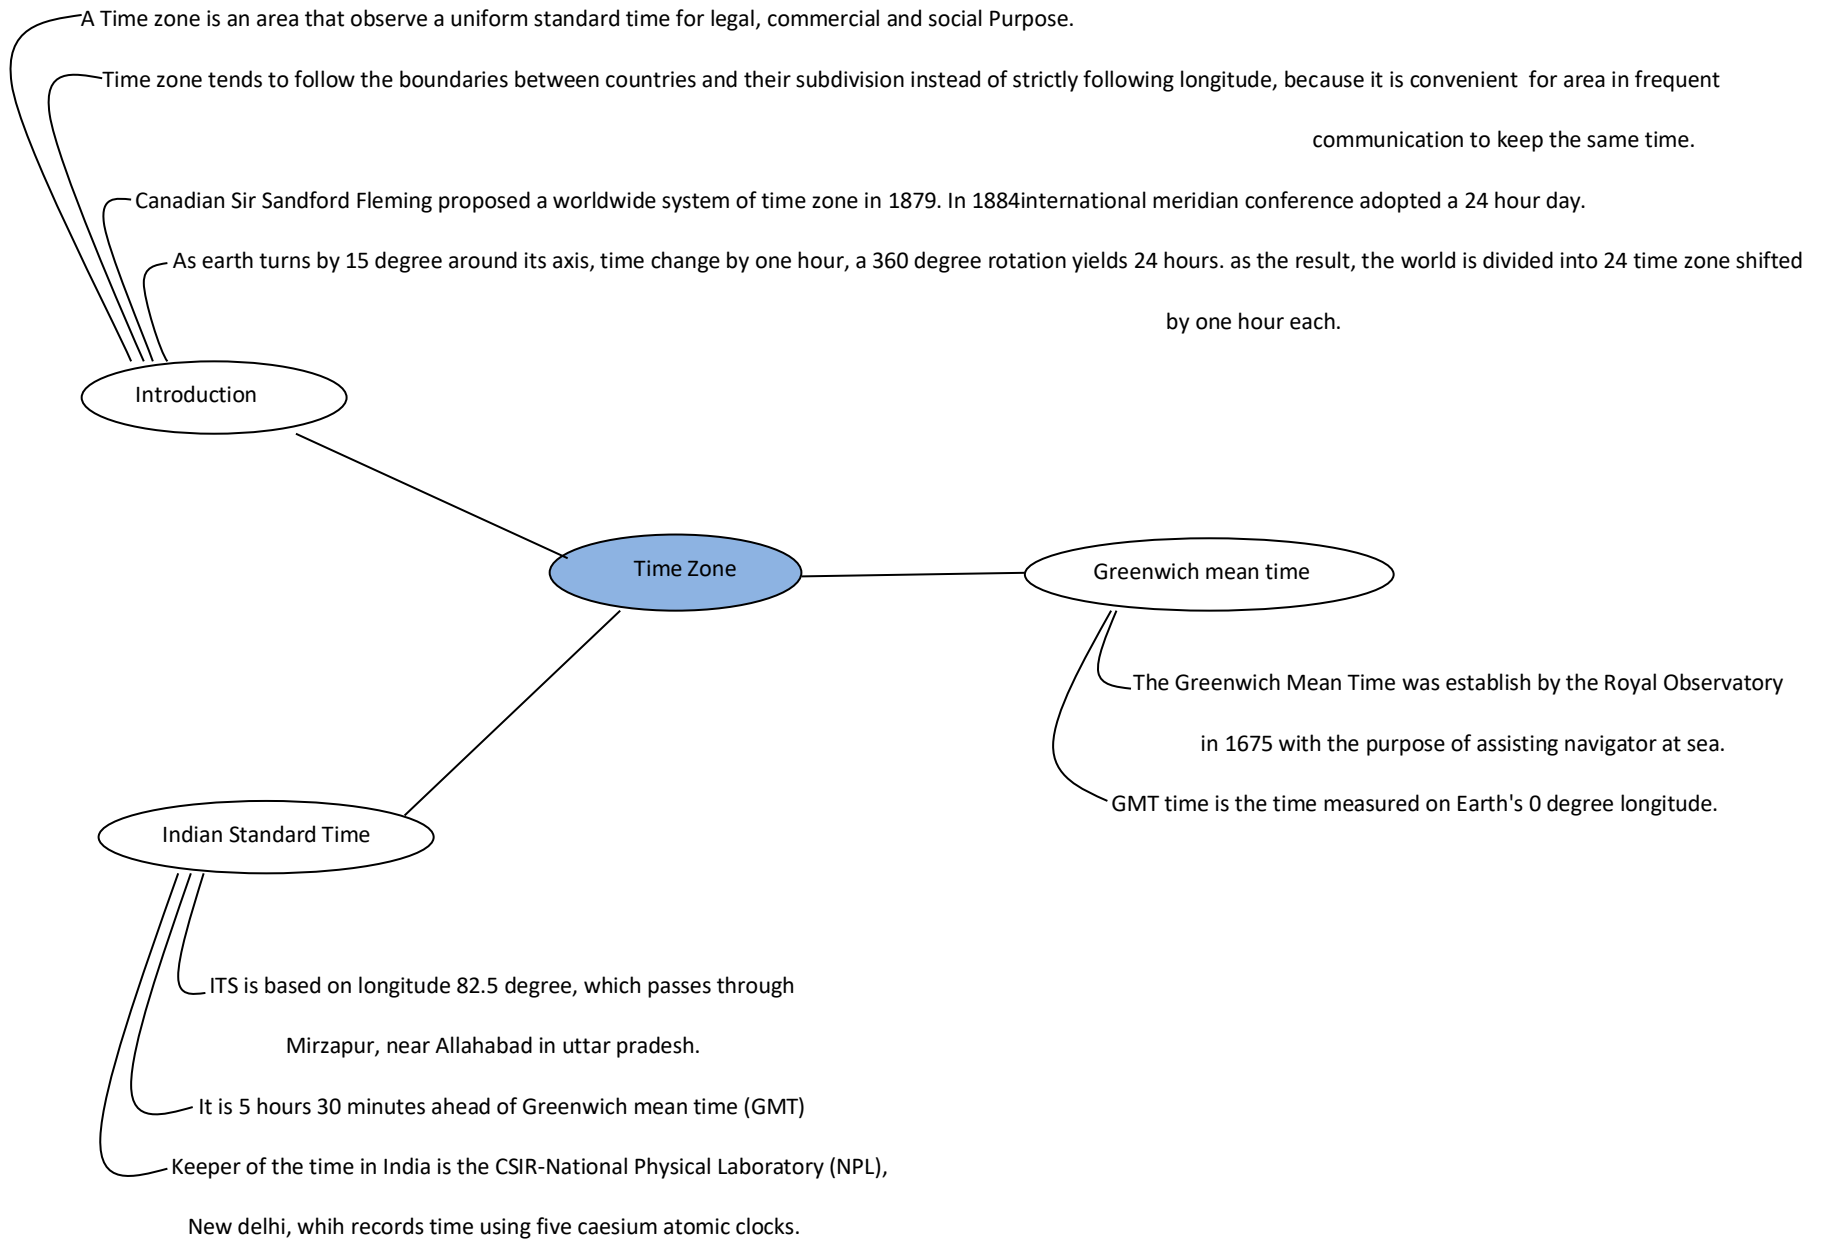 A Time zone is an area that observe a uniform standard time for legal, commercial and social Purpose.
Time zone tends to follow the boundaries between countries and their subdivision instead of strictly following longitude, because it is convenient  for area in frequent
communication to keep the same time.
Canadian Sir Sandford Fleming proposed a worldwide system of time zone in 1879. In 1884international meridian conference adopted a 24 hour day.
As earth turns by 15 degree around its axis, time change by one hour, a 360 degree rotation yields 24 hours. as the result, the world is divided into 24 time zone shifted
by one hour each.
Introduction
Time Zone
Greenwich mean time
The Greenwich Mean Time was establish by the Royal Observatory
in 1675 with the purpose of assisting navigator at sea.
GMT time is the time measured on Earth's 0 degree longitude.
Indian Standard Time
ITS is based on longitude 82.5 degree, which passes through
Mirzapur, near Allahabad in uttar pradesh.
It is 5 hours 30 minutes ahead of Greenwich mean time (GMT)
Keeper of the time in India is the CSIR-National Physical Laboratory (NPL),
New delhi, whih records time using five caesium atomic clocks.